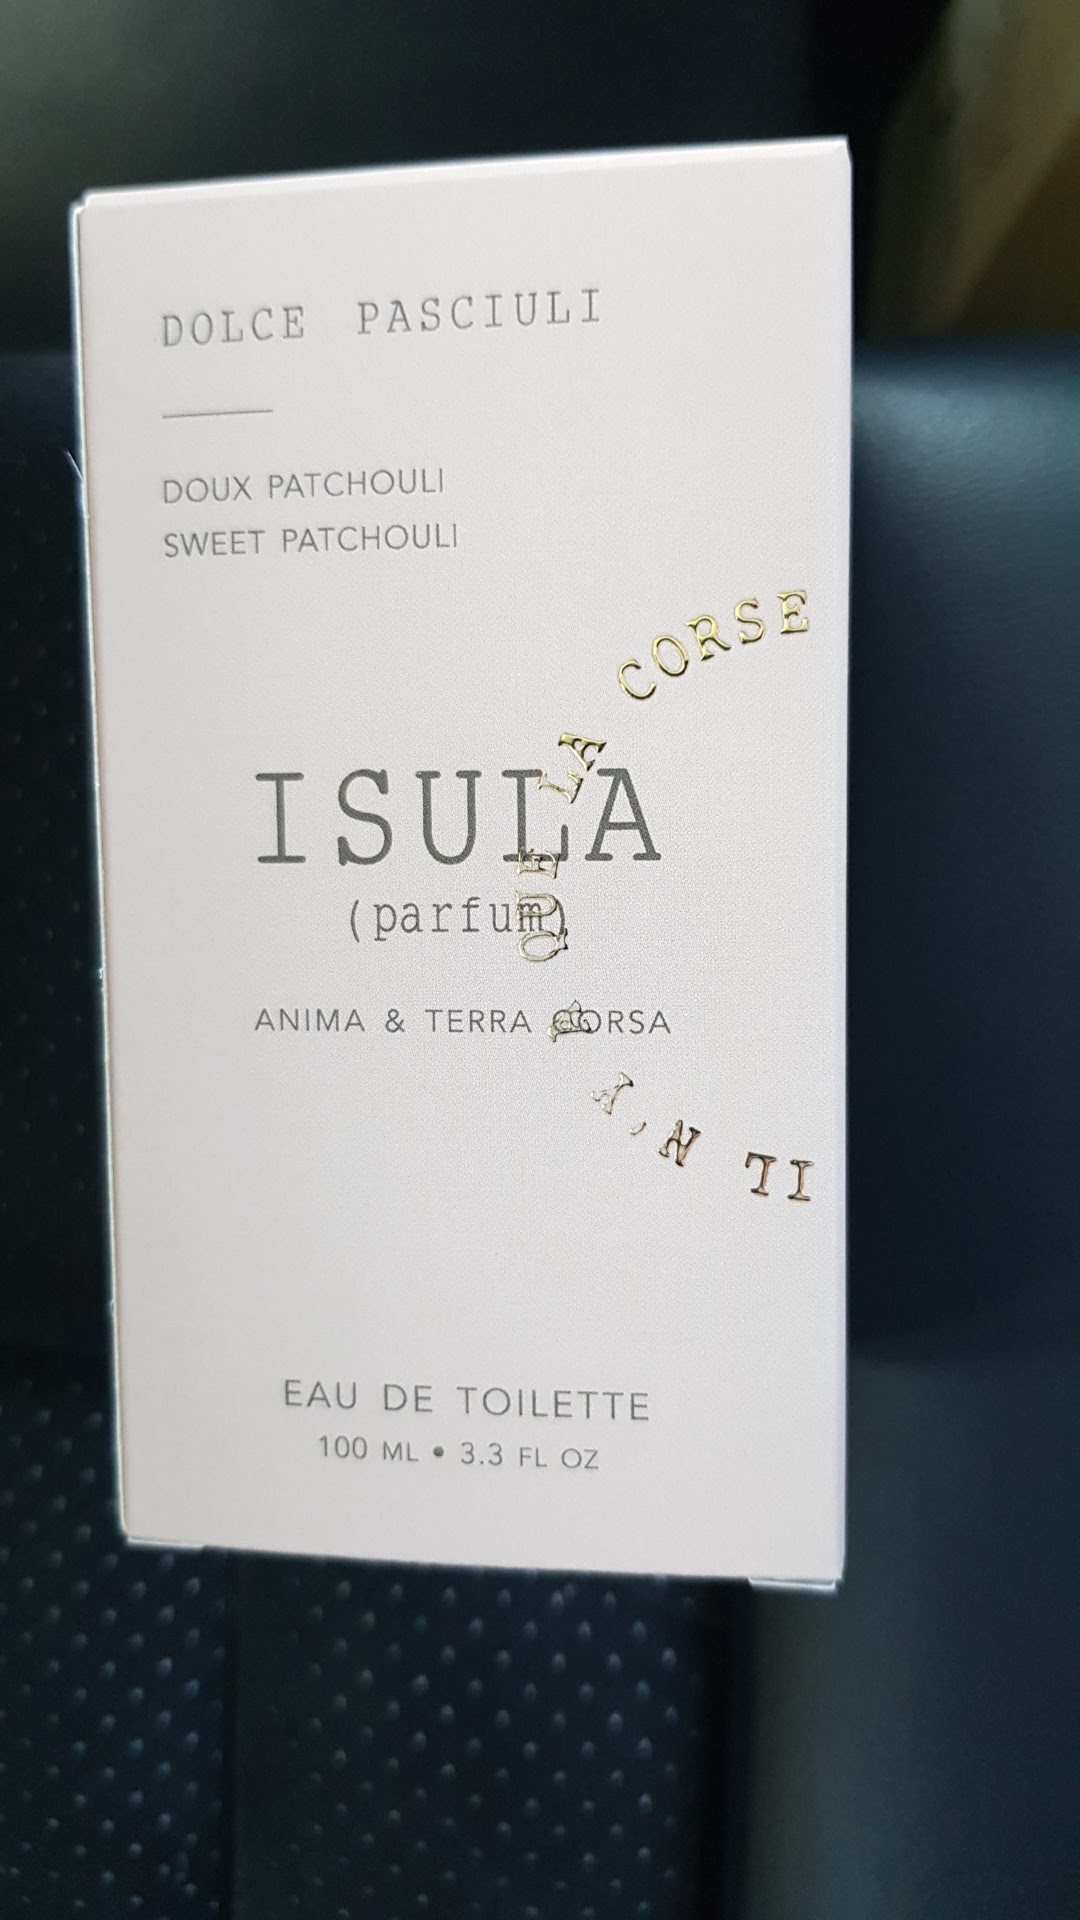 DOLCE PASCIULI
DOUX PATCHOULI
SWEET PATCHOULI
ISULA
(parfum)
ANIMA & TERRA CORSA
IL N'Y A QUE LA CORSE
EAU DE TOILETTE
100 ML • 3.3 FL OZ